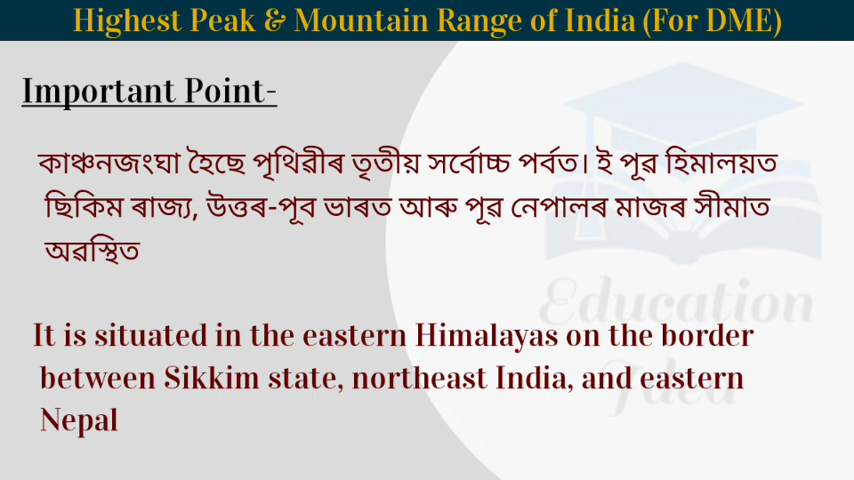 Highest Peak & Mountain Range of India (For DME)
Important Point-
কাঞ্চনজংঘা হৈছে পৃথিৱীৰ তৃতীয় সৰ্বোচ্চ পৰ্বত। ই পূৱ হিমালয়ত
ছিকিম ৰাজ্য, উত্তৰ-পূব ভাৰত আৰু পূৱ নেপালৰ মাজৰ সীমাত
অৱস্থিত
It is situated in the eastern Himalayas on the border
between Sikkim state, northeast India, and eastern
Nepal
Education
Idea